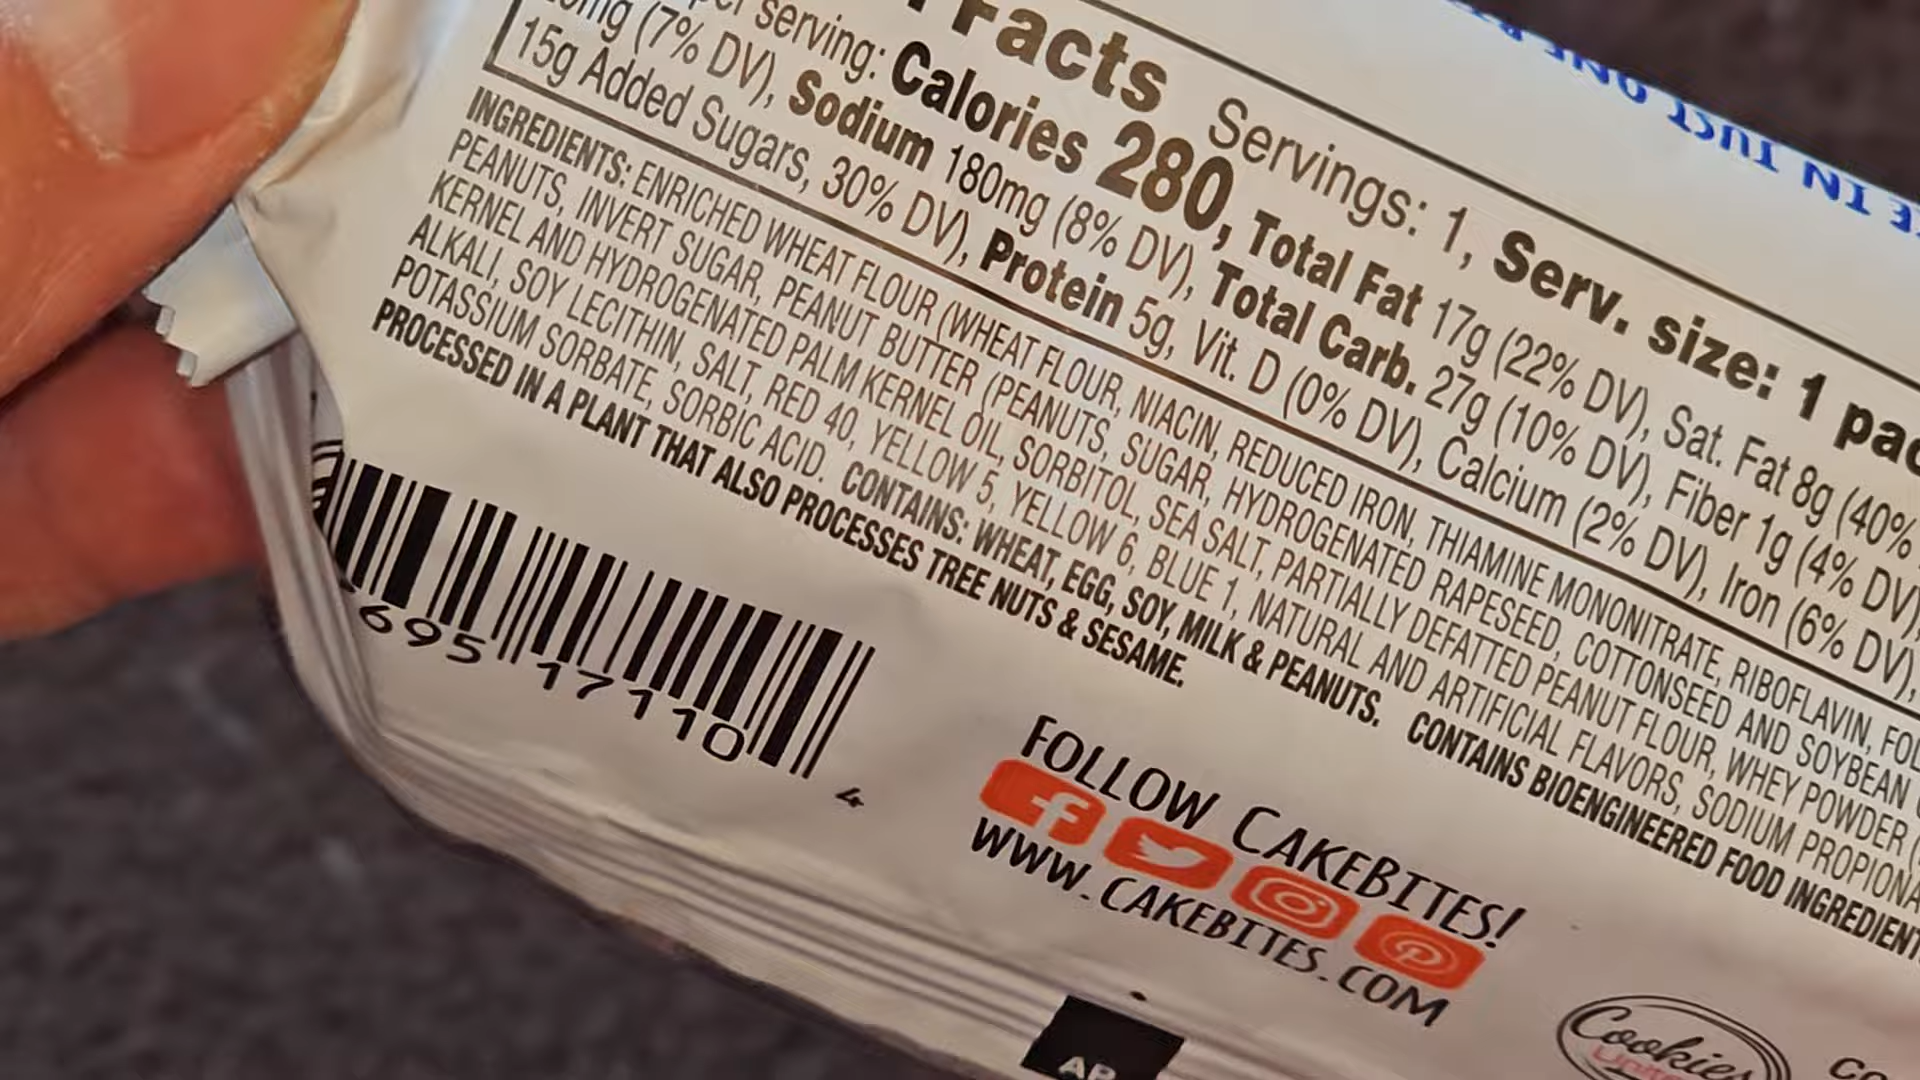 Facts Servings: 1, Serv. size: 1
serving: Calories 280, Total Fat 17g (22% DV), Sat. Fat 8g (40%
(7% DV), Sodium 180mg (8% DV), Total Carb. 27g (10% DV), Fiber 1g (4% DV),
15g Added Sugars, 30% DV), Protein 5g, Vit. D (0% DV), Calcium (2% DV), Iron (6% DV),
INGREDIENTS: ENRICHED WHEAT FLOUR (WHEAT FLOUR, NIACIN, REDUCED IRON, THIAMINE MONONITRATE, RIBOFLAVIN,
PEANUTS, INVERT SUGAR, PEANUT BUTTER (PEANUTS, SUGAR, HYDROGENATED RAPESEED, COTTONSEED AND SOYBEAN
KERNEL AND HYDROGENATED PALM KERNEL OIL, SORBITOL, SEA SALT, PARTIALLY DEFATTED PEANUT FLOUR, WHEY POWDER
ALKALI, SOY LECITHIN, SALT, RED 40, YELLOW 5, YELLOW 6, BLUE 1, NATURAL AND ARTIFICIAL FLAVORS, SODIUM
POTASSIUM SORBATE, SORBIC ACID. CONTAINS: WHEAT, EGG, SOY, MILK & PEANUTS. CONTAINS BIOENGINEERED FOOD
PROCESSED IN A PLANT THAT ALSO PROCESSES TREE NUTS & SESAME.
695 17110 4
FOLLOW CAKEBITES!
WWW.CAKEBITES.COM
Cookies
IN JUST ONE